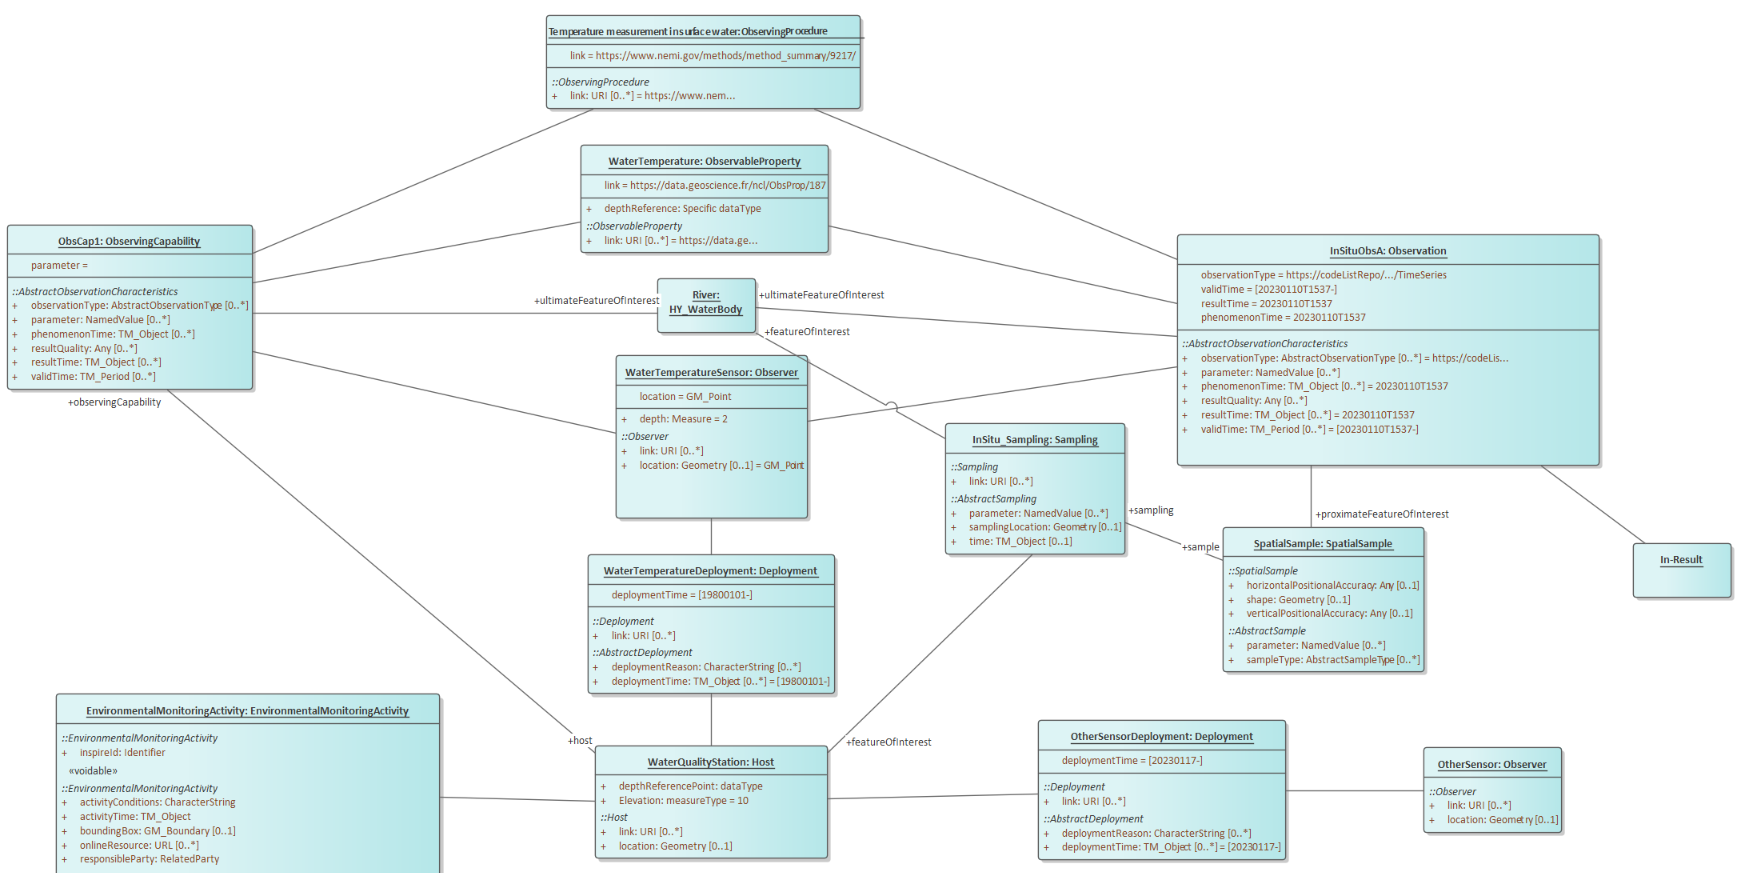 Temperature measurement in surface water:ObservingProcedure
link = https://www.nemi.gov/methods/method_summary/9217/
::ObservingProcedure
+ link: URI [0..*] = https://www.nem...
WaterTemperature: ObservableProperty
link = https://data.geoscience.fr/ncl/ObsProp/187
+ depthReference: Specific dataType
::ObservableProperty
+ link: URI [0..*] = https://data.ge...
ObsCap1: ObservingCapability
parameter =
::AbstractObservationCharacteristics
+ observationType: AbstractObservationType [0..*]
+ parameter: NamedValue [0..*]
+ phenomenonTime: TM_Object [0..*]
+ resultQuality: Any [0..*]
+ resultTime: TM_Object [0..*]
+ validTime: TM_Period [0..*]
+observingCapability
InSituObsA: Observation
observationType = https://codeListRepo/.../TimeSeries
validTime = [20230110T1537-]
resultTime = 20230110T1537
phenomenonTime = 20230110T1537
::AbstractObservationCharacteristics
+ observationType: AbstractObservationType [0..*] = https://codeLis...
+ parameter: NamedValue [0..*]
+ phenomenonTime: TM_Object [0..*] = 20230110T1537
+ resultQuality: Any [0..*]
+ resultTime: TM_Object [0..*] = 20230110T1537
+ validTime: TM_Period [0..*] = [20230110T1537-]
+ultimateFeatureOfInterest
River:
HY_WaterBody
+ultimateFeatureOfInterest
+featureOfInterest
WaterTemperatureSensor: Observer
location = GM_Point
+ depth: Measure = 2
::Observer
+ link: URI [0..*]
+ location: Geometry [0..1] = GM_Point
InSitu_Sampling: Sampling
::Sampling
+ link: URI [0..*]
::AbstractSampling
+ parameter: NamedValue [0..*]
+ samplingLocation: Geometry [0..1]
+ time: TM_Object [0..1]
+sampling
+sample
+proximateFeatureOfInterest
SpatialSample: SpatialSample
::SpatialSample
+ horizontalPositionalAccuracy: Any [0..1]
+ shape: Geometry [0..1]
+ verticalPositionalAccuracy: Any [0..1]
::AbstractSample
+ parameter: NamedValue [0..*]
+ sampleType: AbstractSampleType [0..*]
In-Result
WaterTemperatureDeployment: Deployment
deploymentTime = [19800101-]
::Deployment
+ link: URI [0..*]
::AbstractDeployment
+ deploymentReason: CharacterString [0..*]
+ deploymentTime: TM_Object [0..*] = [19800101-]
EnvironmentalMonitoringActivity: EnvironmentalMonitoringActivity
::EnvironmentalMonitoringActivity
+ inspireId: Identifier
«voidable»
::EnvironmentalMonitoringActivity
+ activityConditions: CharacterString
+ activityTime: TM_Object
+ boundingBox: GM_Boundary [0..1]
+ onlineResource: URL [0..*]
+ responsibleParty: RelatedParty
+host
+featureOfInterest
WaterQualityStation: Host
+ depthReferencePoint: dataType
+ Elevation: measureType = 10
::Host
+ link: URI [0..*]
+ location: Geometry [0..1]
OtherSensorDeployment: Deployment
deploymentTime = [20230117-]
::Deployment
+ link: URI [0..*]
::AbstractDeployment
+ deploymentReason: CharacterString [0..*]
+ deploymentTime: TM_Object [0..*] = [20230117-]
OtherSensor: Observer
::Observer
+ link: URI [0..*]
+ location: Geometry [0..1]